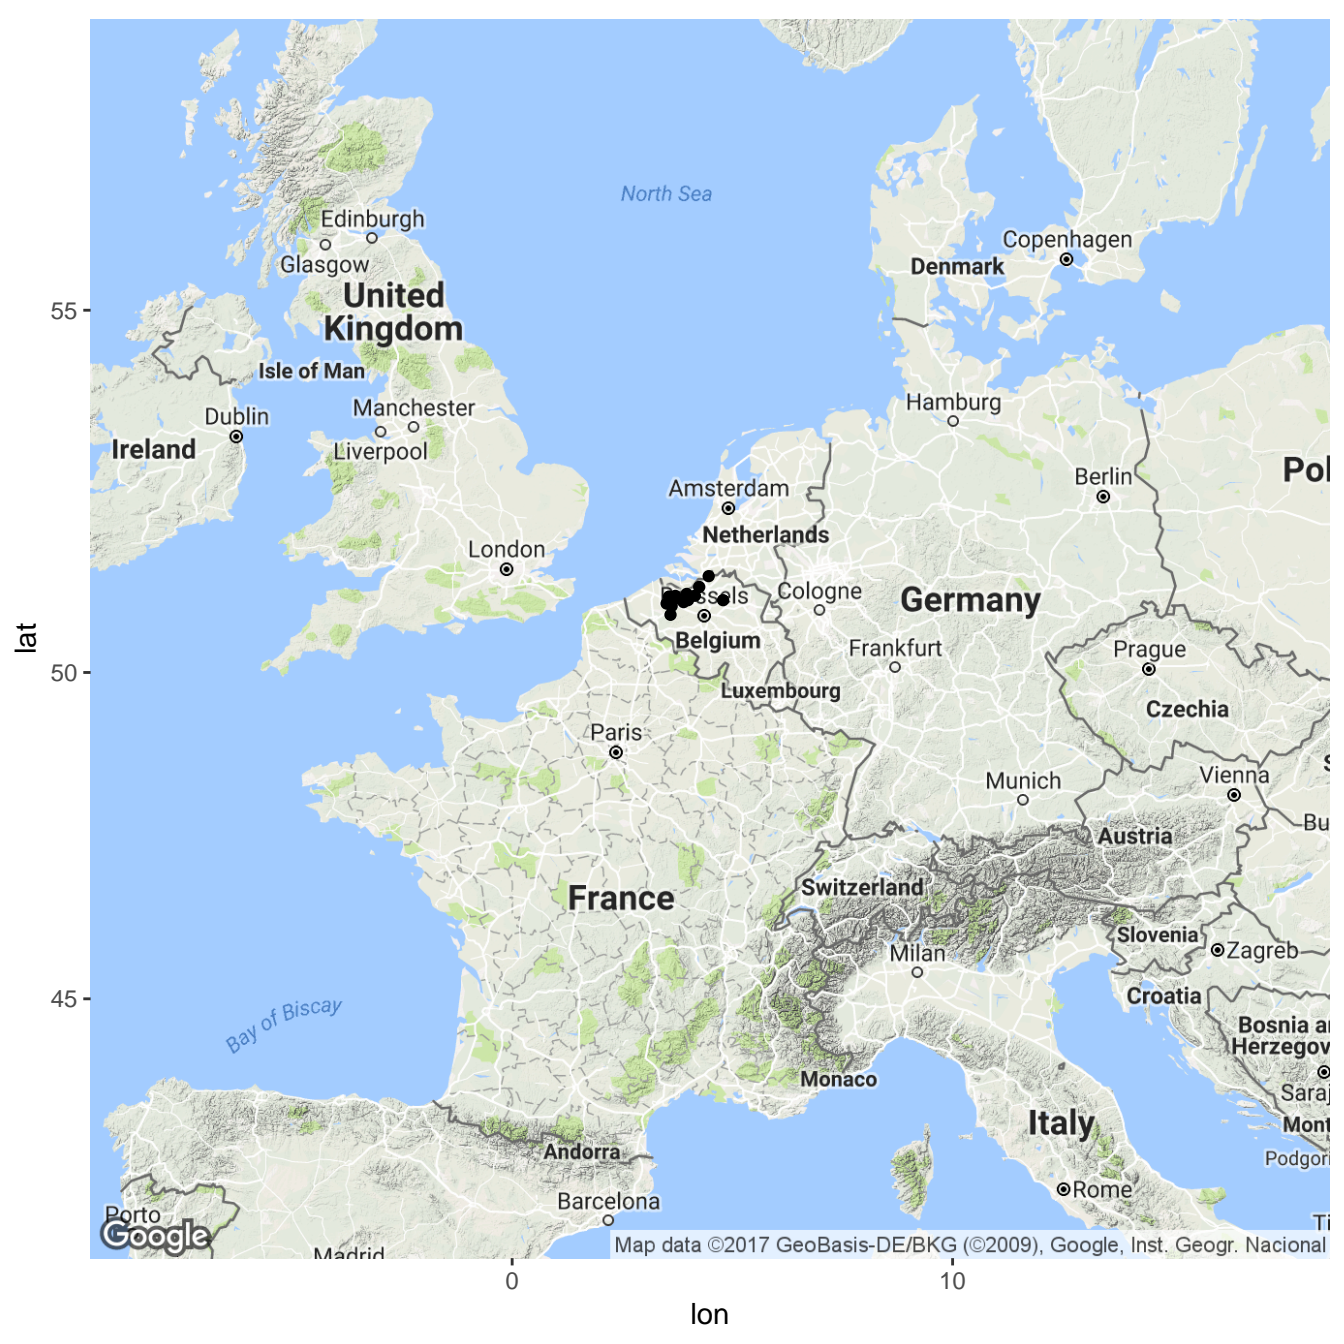 North Sea
Edinburgh
Glasgow
Copenhagen
Denmark
United
Kingdom
55
Isle of Man
Hamburg
Manchester
Dublin
Ireland
Liverpool
Pol
Berlin
Amsterdam
Netherlands
London
Cologne
Germany
lat
Belgium
Frankfurt
Prague
50
Luxembourg
Czechia
Paris
Munich
Vienna
Bu
Austria
Switzerland
France
Slovenia
Zagreb
Milan
45
Croatia
Bay of Biscay
Bosnia an
Herzegov
Monaco
Saraj
Italy
Mont
Andorra
Podgori
Rome
Barcelona
Porto
Ti
Google
Map data ©2017 GeoBasis-DE/BKG (©2009), Google, Inst. Geogr. Nacional
Madrid
0
10
lon